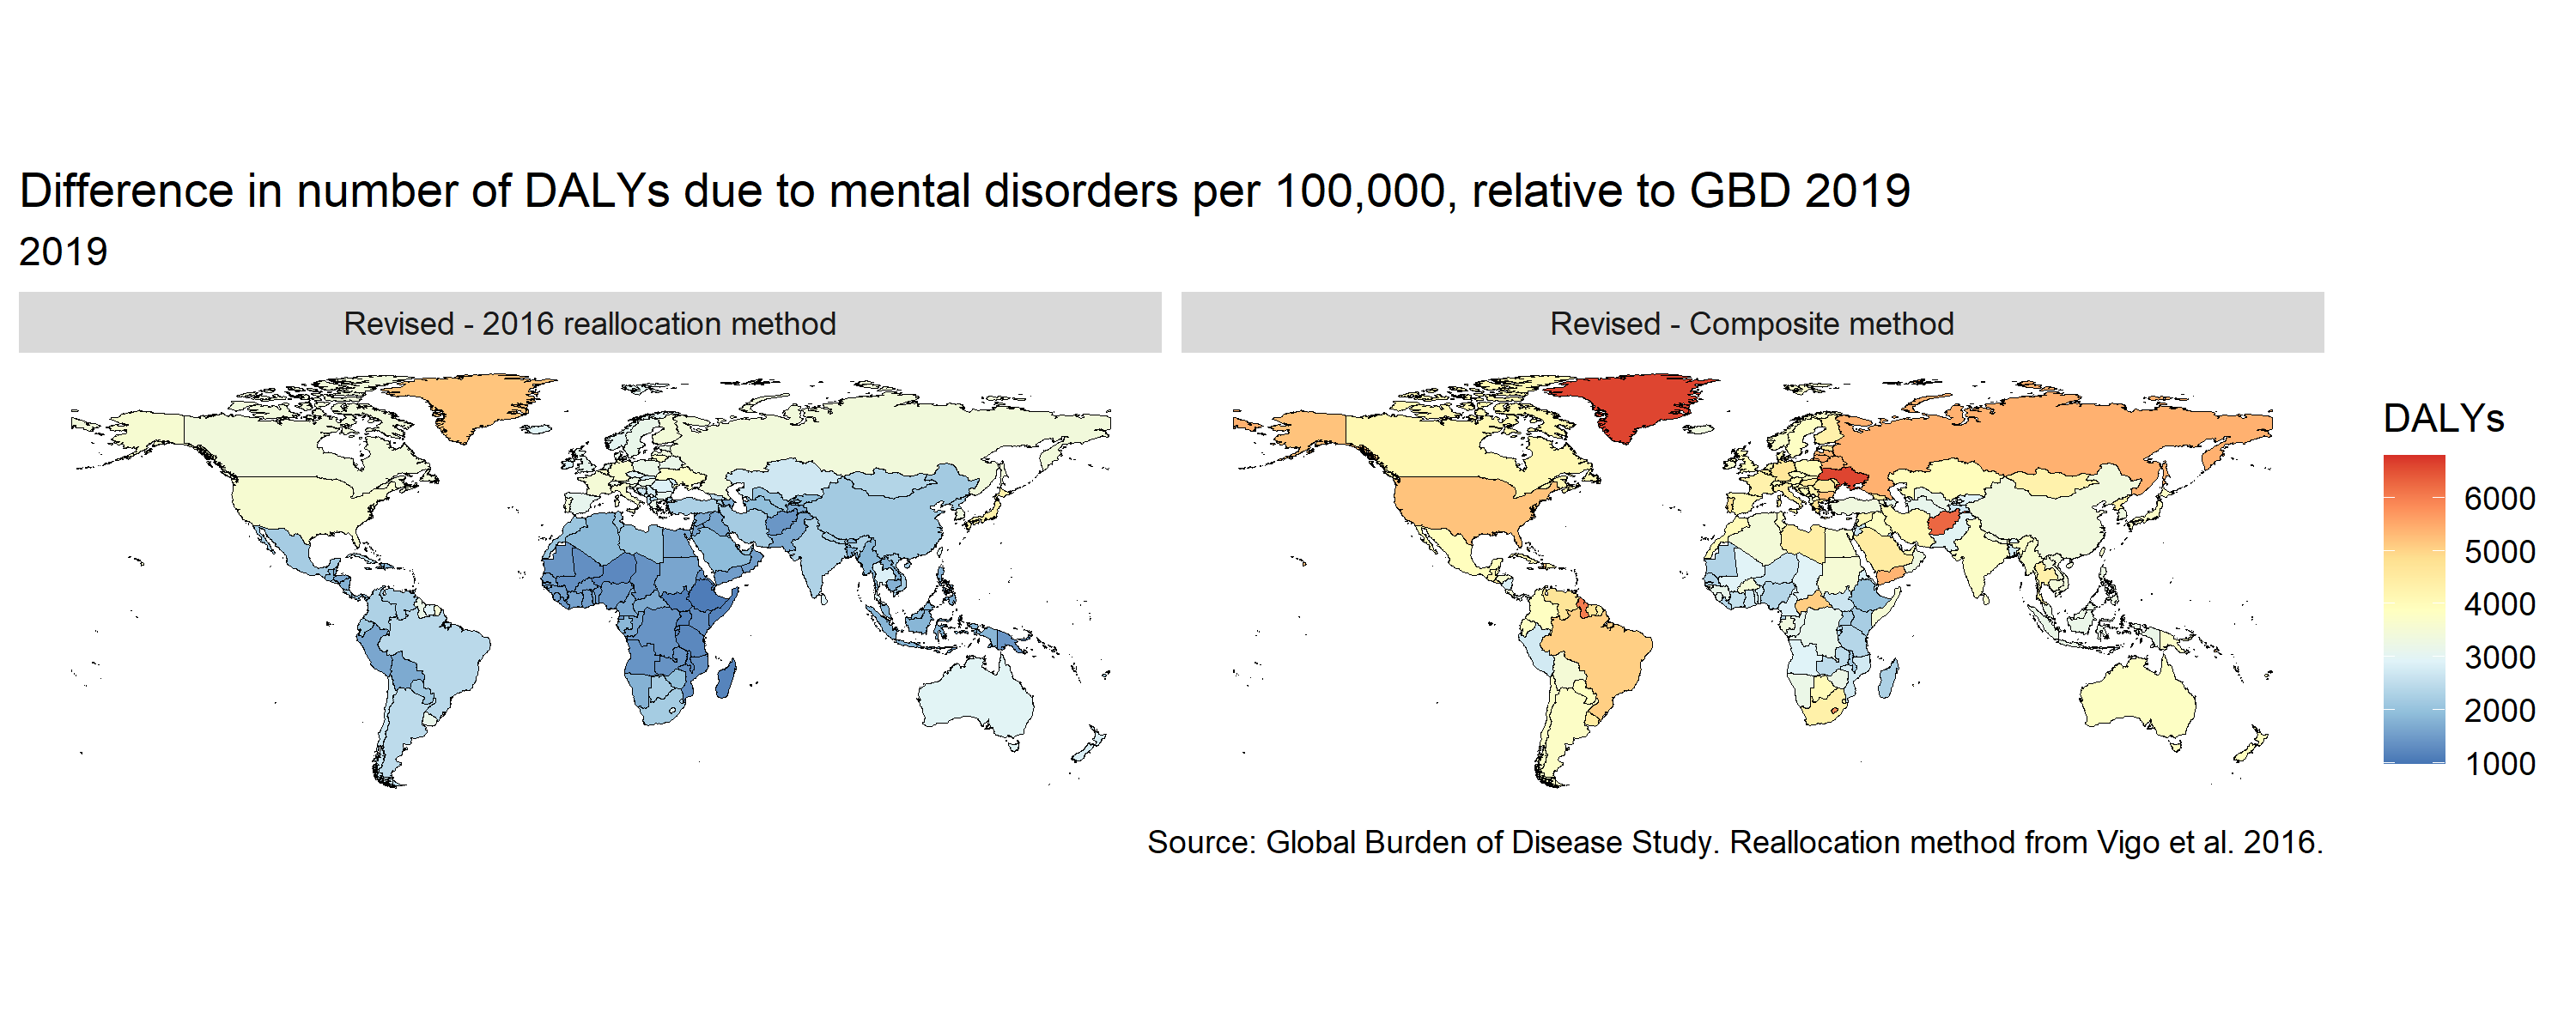 Difference in number of DALYs due to mental disorders per 100,000, relative to GBD 2019
2019
Revised - 2016 reallocation method
Revised - Composite method
DALYs
6000
5000
4000
3000
2000
1000
Source: Global Burden of Disease Study. Reallocation method from Vigo et al. 2016.